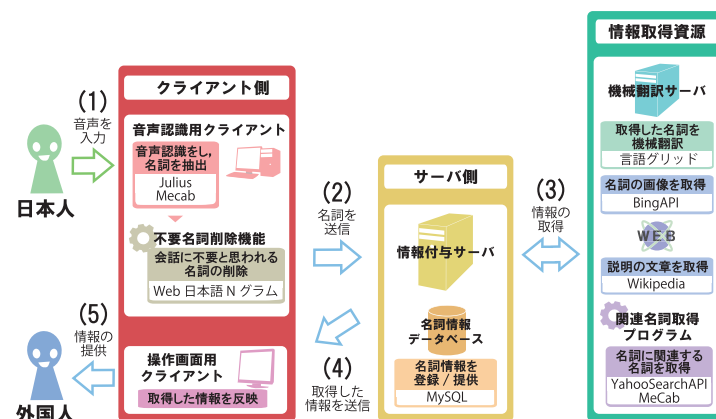 (1)
音声を
入力
日本人
(5)
情報の
提供
外国人
クライアント側
音声認識用クライアント
音声認識をし,
名詞を抽出
Julius
Mecab
不要名詞削除機能
会話に不要と思われる
名詞の削除
Web 日本語 N グラム
操作画面用
クライアント
取得した情報を反映
(2)
名詞を
送信
(4)
取得した
情報を送信
サーバ側
情報付与サーバ
名詞情報
データベース
名詞情報を
登録 / 提供
MySQL
(3)
情報の
取得
情報取得資源
機械翻訳サーバ
取得した名詞を
機械翻訳
言語グリッド
名詞の画像を取得
BingAPI
WEB
説明の文章を取得
Wikipedia
関連名詞取得
プログラム
名詞に関連する
名詞を取得
YahooSearchAPI
MeCab